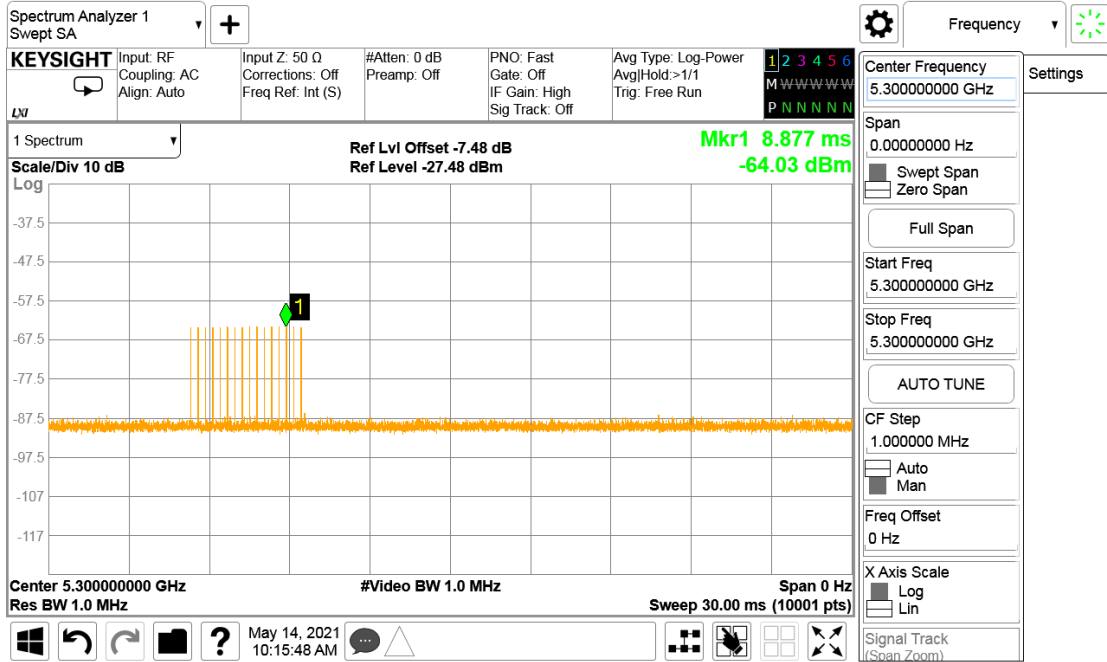 Spectrum Analyzer 1
Swept SA
+
Frequency
KEYSIGHT
LXI
Input: RF
Coupling: AC
Align: Auto
Input Z: 50 Ω
Corrections: Off
Freq Ref: Int (S)
#Atten: 0 dB
Preamp: Off
PNO: Fast
Gate: Off
IF Gain: High
Sig Track: Off
Avg Type: Log-Power
Avg|Hold:>1/1
Trig: Free Run
1 2 3 4 5 6
M W W W W W W
P N N N N N
Settings
1 Spectrum
Scale/Div 10 dB
Log
Ref Lvl Offset -7.48 dB
Ref Level -27.48 dBm
Mkr1 8.877 ms
-64.03 dBm
1
-37.5
-47.5
-57.5
-67.5
-77.5
-87.5
-97.5
-107
-117
Center 5.300000000 GHz
Res BW 1.0 MHz
#Video BW 1.0 MHz
Span 0 Hz
Sweep 30.00 ms (10001 pts)
Center Frequency
5.300000000 GHz
Span
0.00000000 Hz
Swept Span
Zero Span
Full Span
Start Freq
5.300000000 GHz
Stop Freq
5.300000000 GHz
AUTO TUNE
CF Step
1.000000 MHz
Auto
Man
Freq Offset
0 Hz
X Axis Scale
Log
Lin
Signal Track
(Span Zoom)
?
May 14, 2021
10:15:48 AM